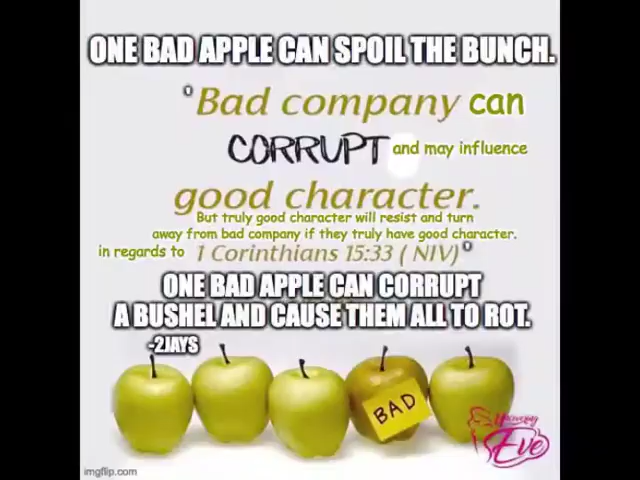 ONE BAD APPLE CAN SPOIL THE BUNCH.
"Bad company can
CORRUPT and may influence
good character.
But truly good character will resist and turn
away from bad company if they truly have good character.
in regards to 1 Corinthians 15:33 ( NIV)"
ONE BAD APPLE CAN CORRUPT
A BUSHEL AND CAUSE THEM ALL TO ROT.
-2JAYS
BAD
Eve
imgflip.com